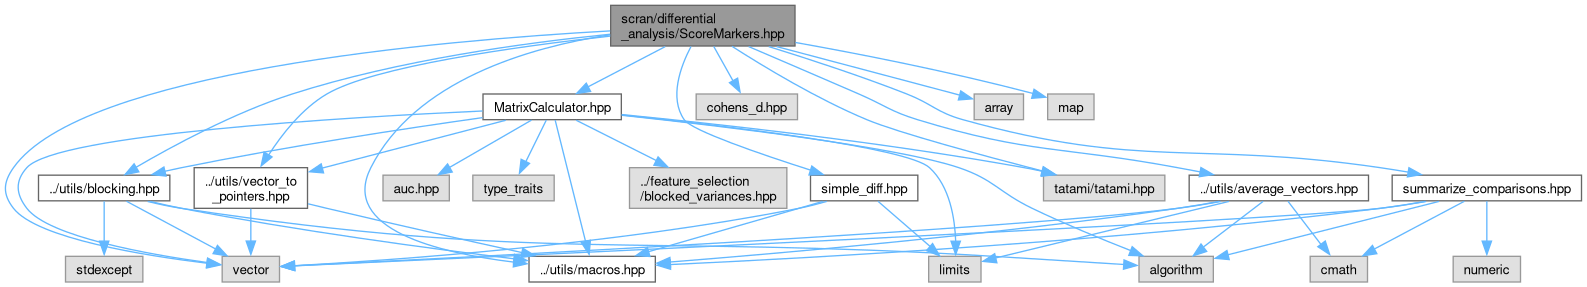 scran/differential
_analysis/ScoreMarkers.hpp
MatrixCalculator.hpp
cohens_d.hpp
array
map
../utils/blocking.hpp
../utils/vector_to
_pointers.hpp
auc.hpp
type_traits
../feature_selection
/blocked_variances.hpp
simple_diff.hpp
tatami/tatami.hpp
../utils/average_vectors.hpp
summarize_comparisons.hpp
stdexcept
vector
../utils/macros.hpp
limits
algorithm
cmath
numeric